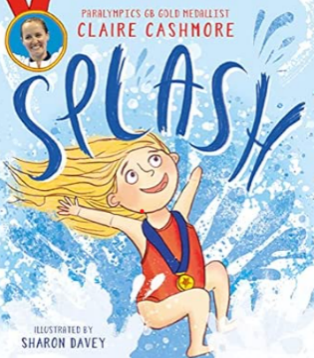 PARALYMPICS GB GOLD MEDALLIST
CLAIRE CASHMORE
SPLASH
ILLUSTRATED BY
SHARON DAVEY